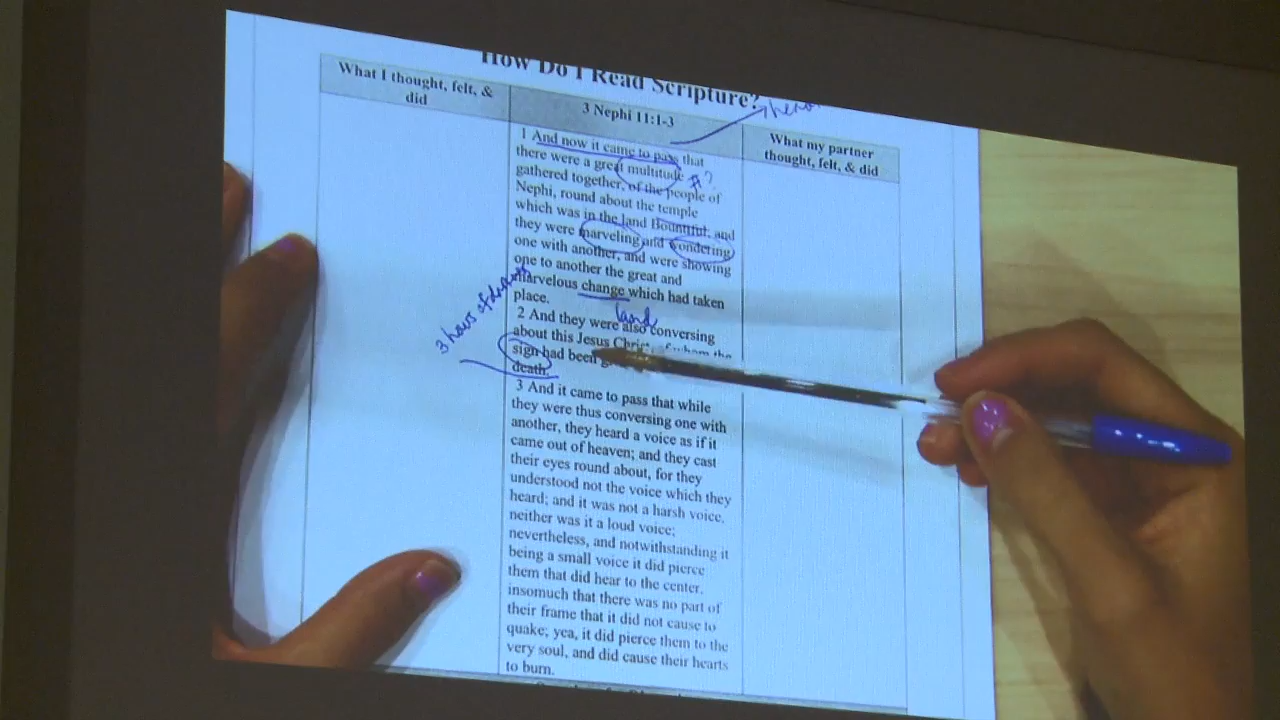 How Do I Read Scripture?
What I thought, felt, &
did
3 Nephi 11:1-3
What my partner
thought, felt, & did
1 And now it came to pass that
there were a great multitude
#?
gathered together, of the people of
Nephi, round about the temple
which was in the land Bountiful; and
they were marveling and wondering
one with another, and were showing
one to another the great and
marvelous change which had taken
place.
land
2 And they were also conversing
about this Jesus Christ, of whom the
sign had been
death.
3 hours of
3 And it came to pass that while
they were thus conversing one with
another, they heard a voice as if it
came out of heaven; and they cast
their eyes round about, for they
understood not the voice which they
heard; and it was not a harsh voice,
neither was it a loud voice;
nevertheless, and notwithstanding it
being a small voice it did pierce
them that did hear to the center,
insomuch that there was no part of
their frame that it did not cause to
quake; yea, it did pierce them to the
very soul, and did cause their hearts
to burn.